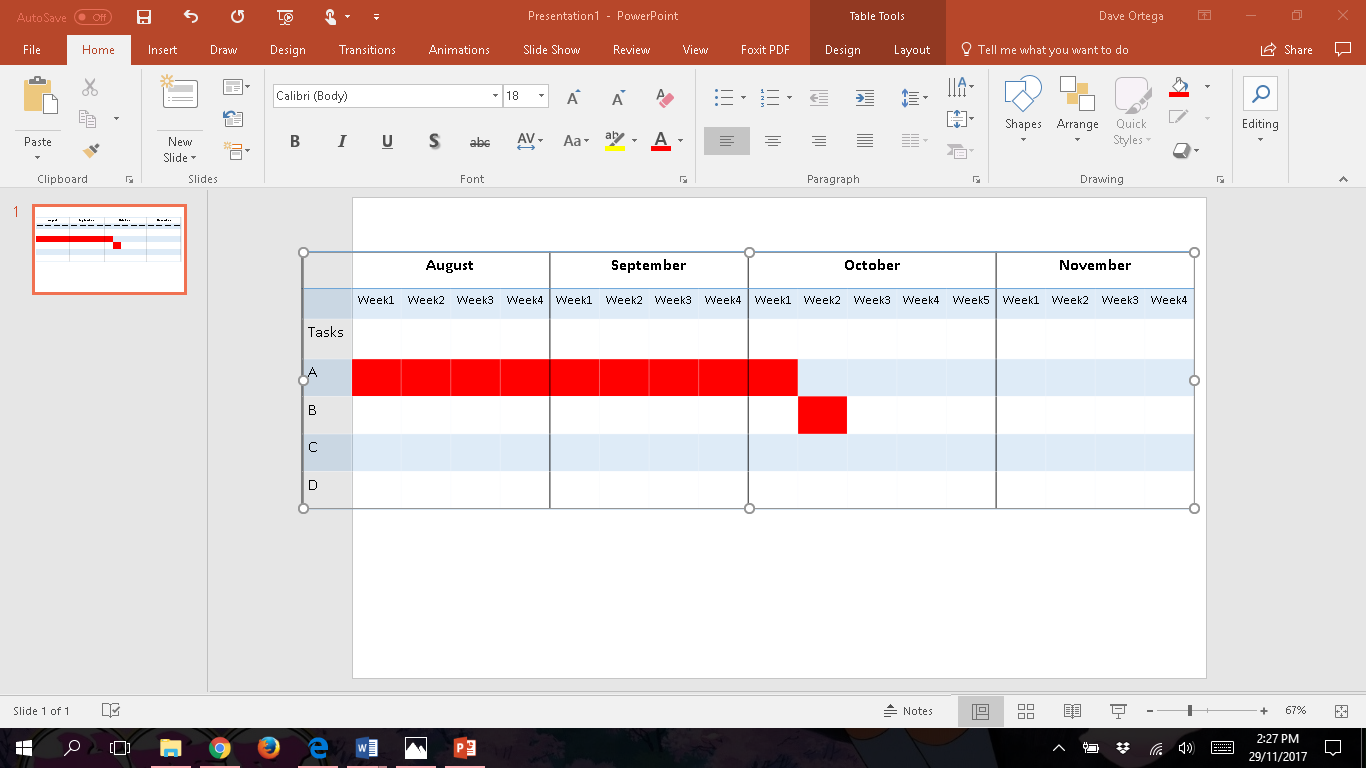 AutoSave Off Presentation1 - PowerPoint Table Tools Dave Ortega
File Home Insert Draw Design Transitions Animations Slide Show Review View Foxit PDF Design Layout Tell me what you want to do Share
Calibri (Body) 18
Paste New Slide Shapes Arrange Quick Styles Editing
B I U S abc AV Aa ab A
Clipboard Slides Font Paragraph Drawing
1
August September October November
Week1 Week2 Week3 Week4 Week1 Week2 Week3 Week4 Week1 Week2 Week3 Week4 Week5 Week1 Week2 Week3 Week4
Tasks
A
B
C
D
Slide 1 of 1 Notes 67%
2:27 PM
29/11/2017